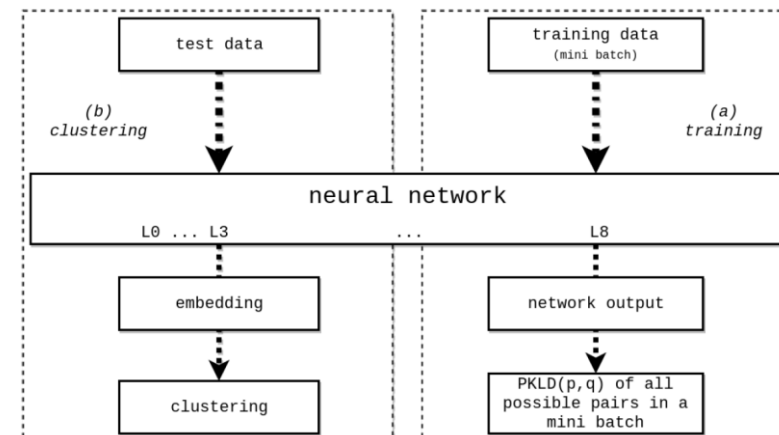 test data
training data
(mini batch)
(b)
clustering
(a)
training
neural network
L0 ... L3
...
L8
embedding
network output
clustering
PKLD(p,q) of all
possible pairs in a
mini batch